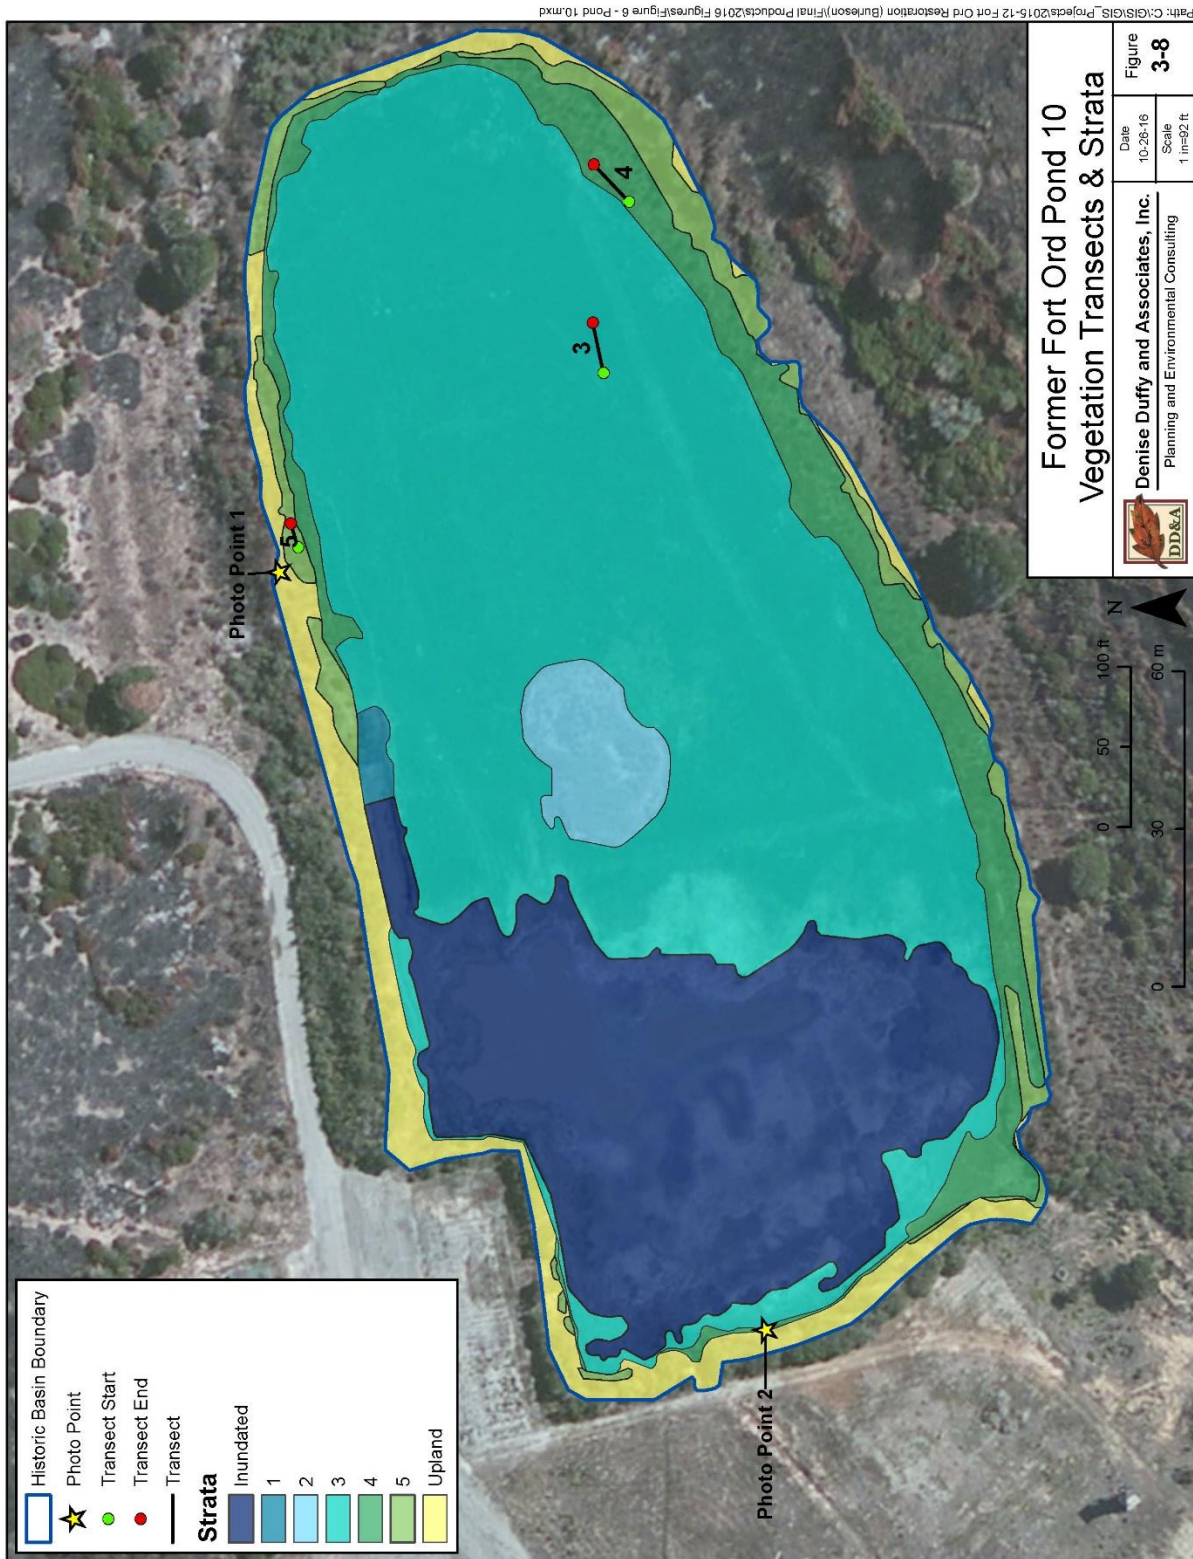 Path: C:\GIS\GIS_Projects\2015-12 Fort Ord Restoration (Burleson)\Final Products\2016 Figures\Figure 6 - Pond 10.mxd
Historic Basin Boundary
Photo Point
Transect Start
Transect End
Transect
Strata
Inundated
1
2
3
4
5
Upland
Photo Point 1
Photo Point 2
5
3
4
0 50 100 ft
0 30 60 m
N
Former Fort Ord Pond 10
Vegetation Transects & Strata
DD&A
Denise Duffy and Associates, Inc.
Planning and Environmental Consulting
Date
10-26-16
Scale
1 in=92 ft
Figure
3-8